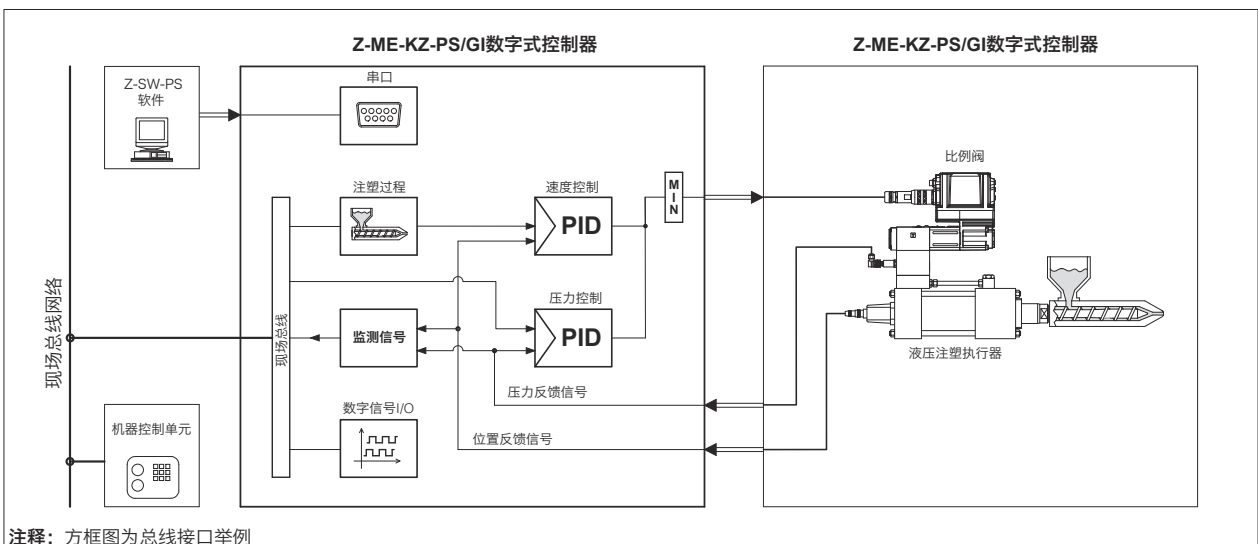 Z-ME-KZ-PS/GI数字式控制器
Z-ME-KZ-PS/GI数字式控制器
Z-SW-PS
软件
串口
注塑过程
速度控制
PID
MIN
比例阀
现场总线网络
现场总线
监测信号
压力控制
PID
液压注塑执行器
压力反馈信号
数字信号I/O
位置反馈信号
机器控制单元
注释：方框图为总线接口举例